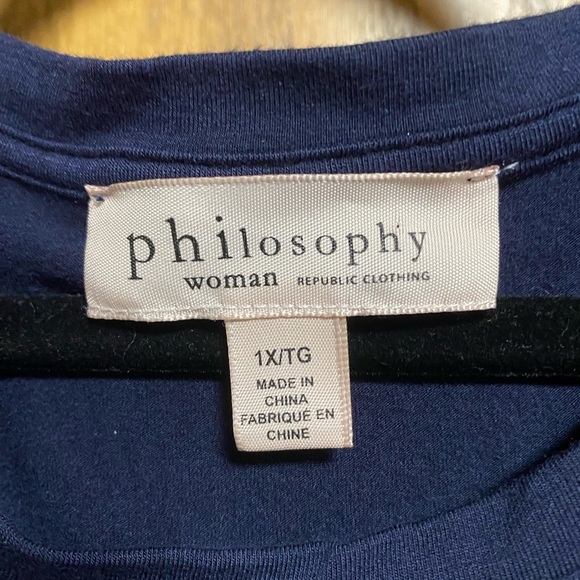 philosophy
woman REPUBLIC CLOTHING
1X/TG
MADE IN
CHINA
FABRIQUÉ EN
CHINE